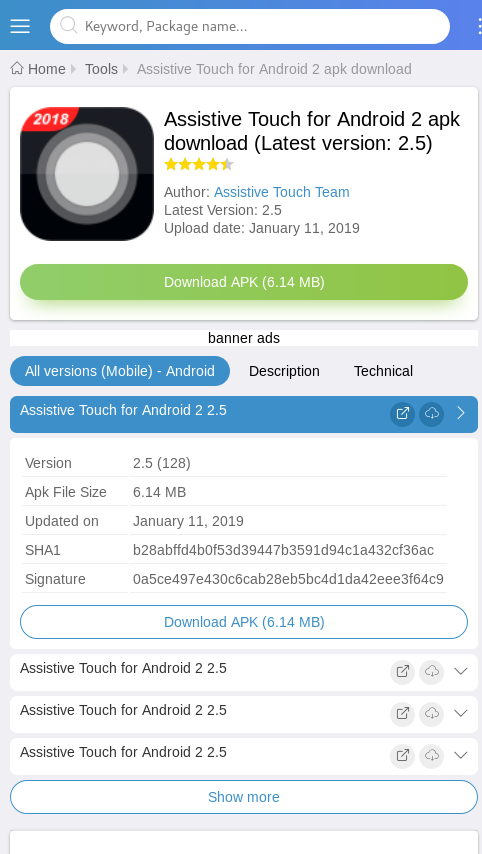 Keyword, Package name...
Home Tools Assistive Touch for Android 2 apk download
2018
Assistive Touch for Android 2 apk
download (Latest version: 2.5)
Author: Assistive Touch Team
Latest Version: 2.5
Upload date: January 11, 2019
Download APK (6.14 MB)
banner ads
All versions (Mobile) - Android Description Technical
Assistive Touch for Android 2 2.5
Version 2.5 (128)
Apk File Size 6.14 MB
Updated on January 11, 2019
SHA1 b28abffd4b0f53d39447b3591d94c1a432cf36ac
Signature 0a5ce497e430c6cab28eb5bc4d1da42eee3f64c9
Download APK (6.14 MB)
Assistive Touch for Android 2 2.5
Assistive Touch for Android 2 2.5
Assistive Touch for Android 2 2.5
Show more